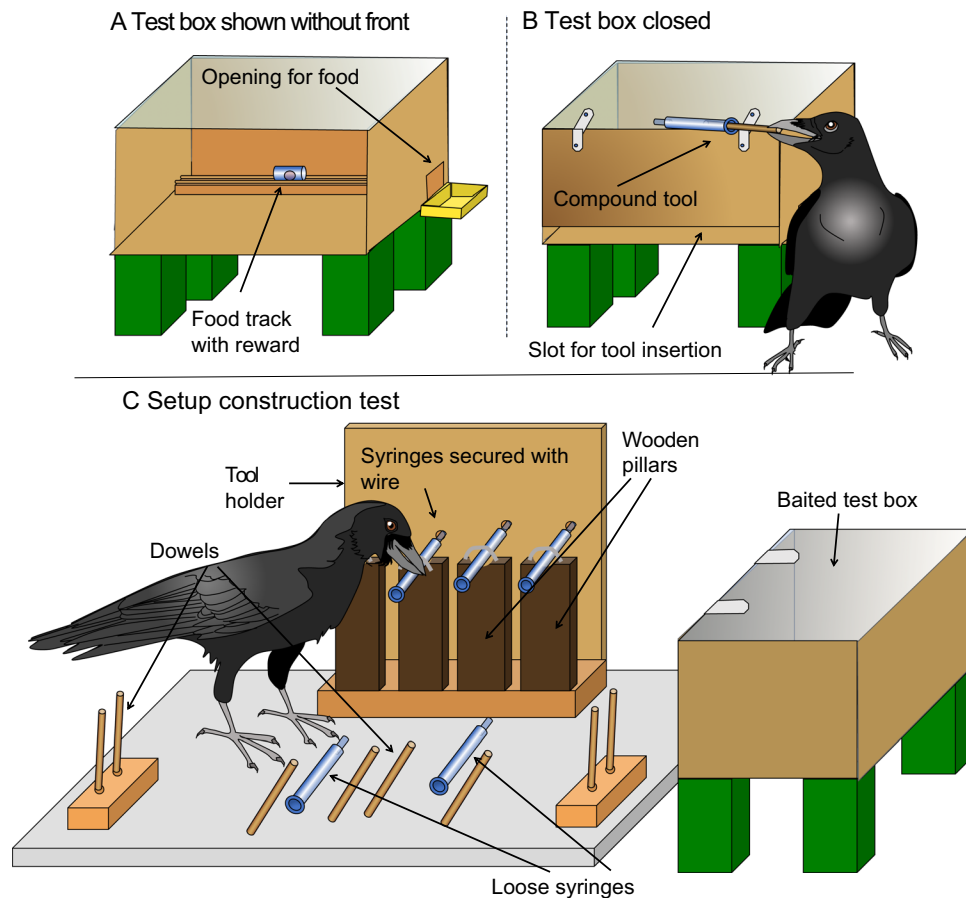 A Test box shown without front
Opening for food
Food track
with reward
B Test box closed
Compound tool
Slot for tool insertion
C Setup construction test
Tool
holder
Syringes secured with
wire
Wooden
pillars
Baited test box
Dowels
Loose syringes